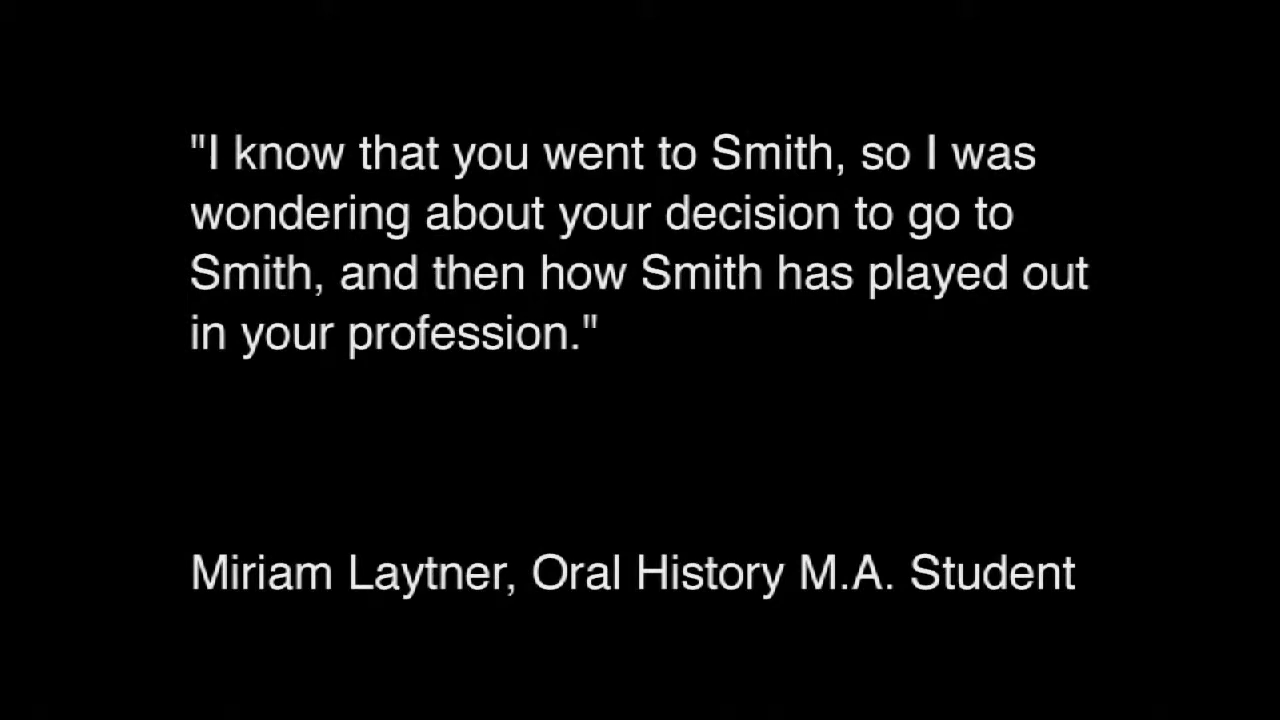 "I know that you went to Smith, so I was
wondering about your decision to go to
Smith, and then how Smith has played out
in your profession."
Miriam Laytner, Oral History M.A. Student